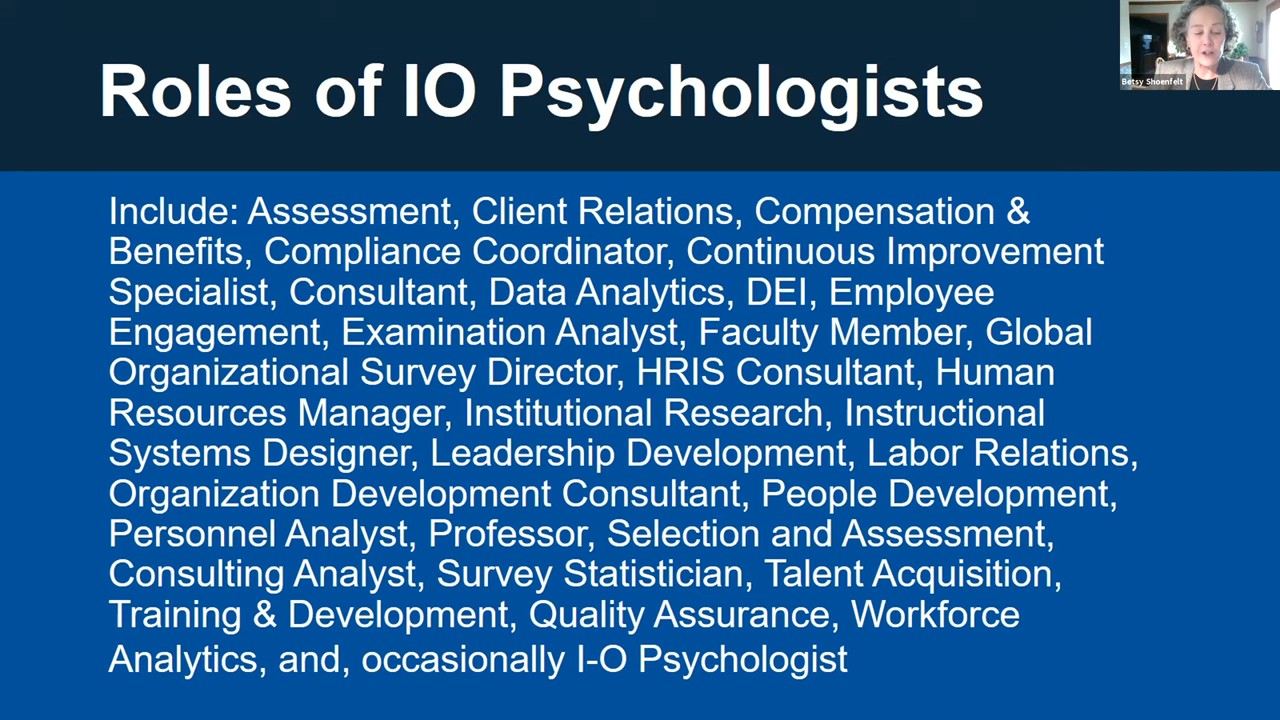 Roles of IO Psychologists
Betsy Shoenfelt
Include: Assessment, Client Relations, Compensation &
Benefits, Compliance Coordinator, Continuous Improvement
Specialist, Consultant, Data Analytics, DEI, Employee
Engagement, Examination Analyst, Faculty Member, Global
Organizational Survey Director, HRIS Consultant, Human
Resources Manager, Institutional Research, Instructional
Systems Designer, Leadership Development, Labor Relations,
Organization Development Consultant, People Development,
Personnel Analyst, Professor, Selection and Assessment,
Consulting Analyst, Survey Statistician, Talent Acquisition,
Training & Development, Quality Assurance, Workforce
Analytics, and, occasionally I-O Psychologist